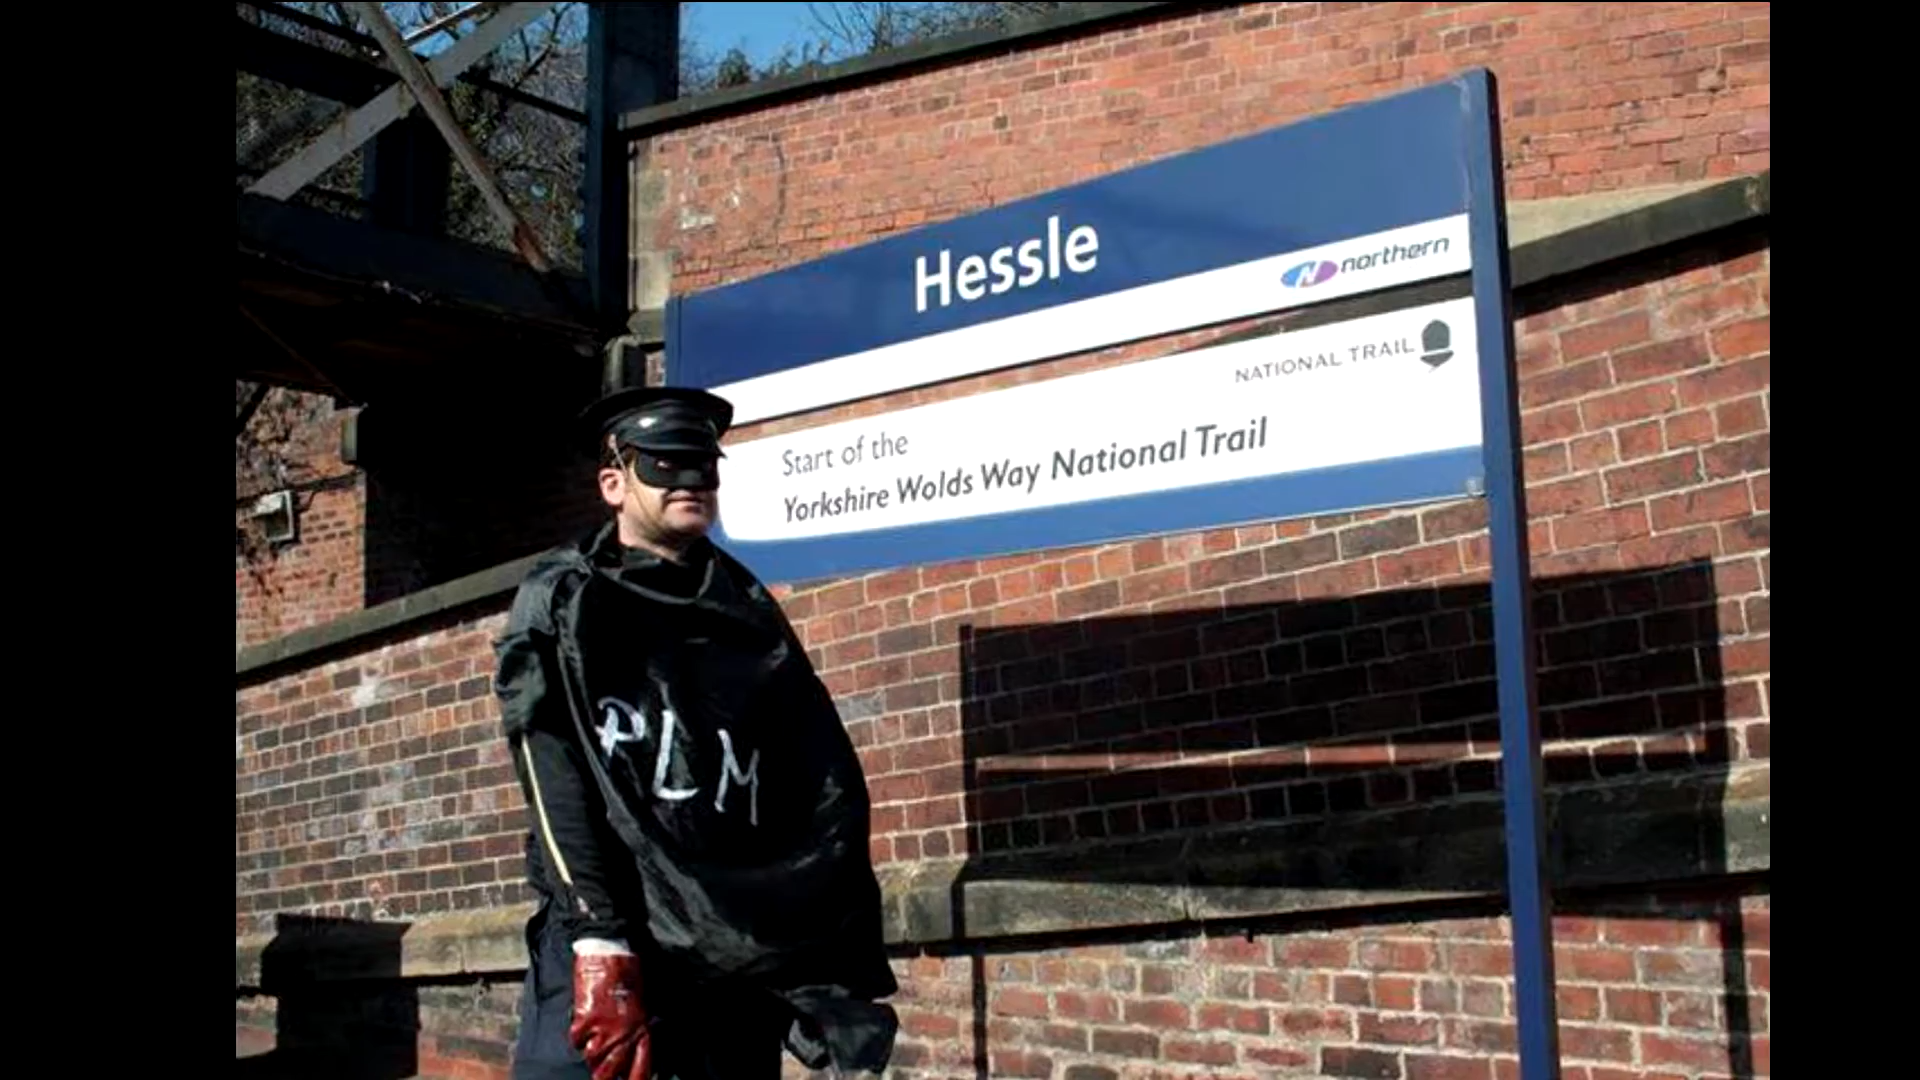 Hessle
northern
NATIONAL TRAIL
Start of the
Yorkshire Wolds Way National Trail
PLM